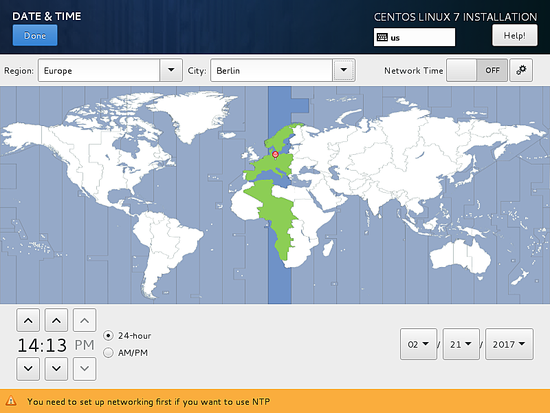 DATE & TIME
CENTOS LINUX 7 INSTALLATION
Done
us
Help!
Region: Europe City: Berlin Network Time OFF
24-hour
14:13 PM
AM/PM
02 / 21 / 2017
You need to set up networking first if you want to use NTP